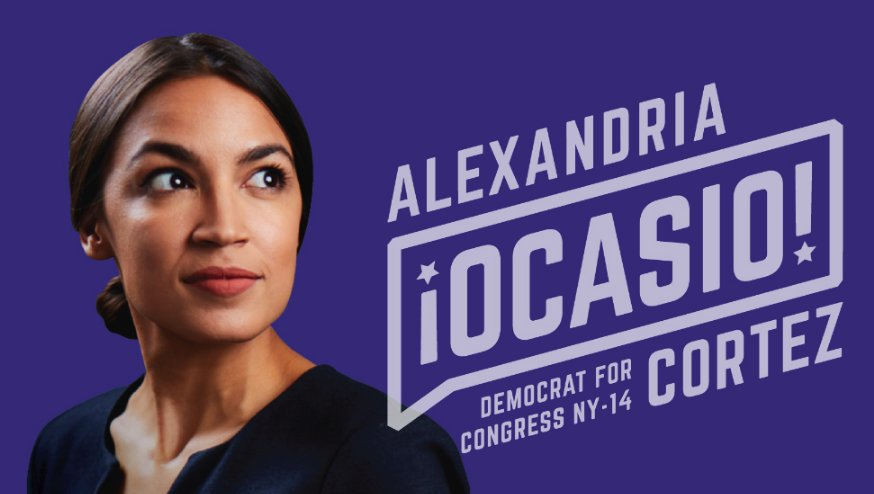 ALEXANDRIA
¡OCASIO!
DEMOCRAT FOR
CONGRESS NY-14
CORTEZ